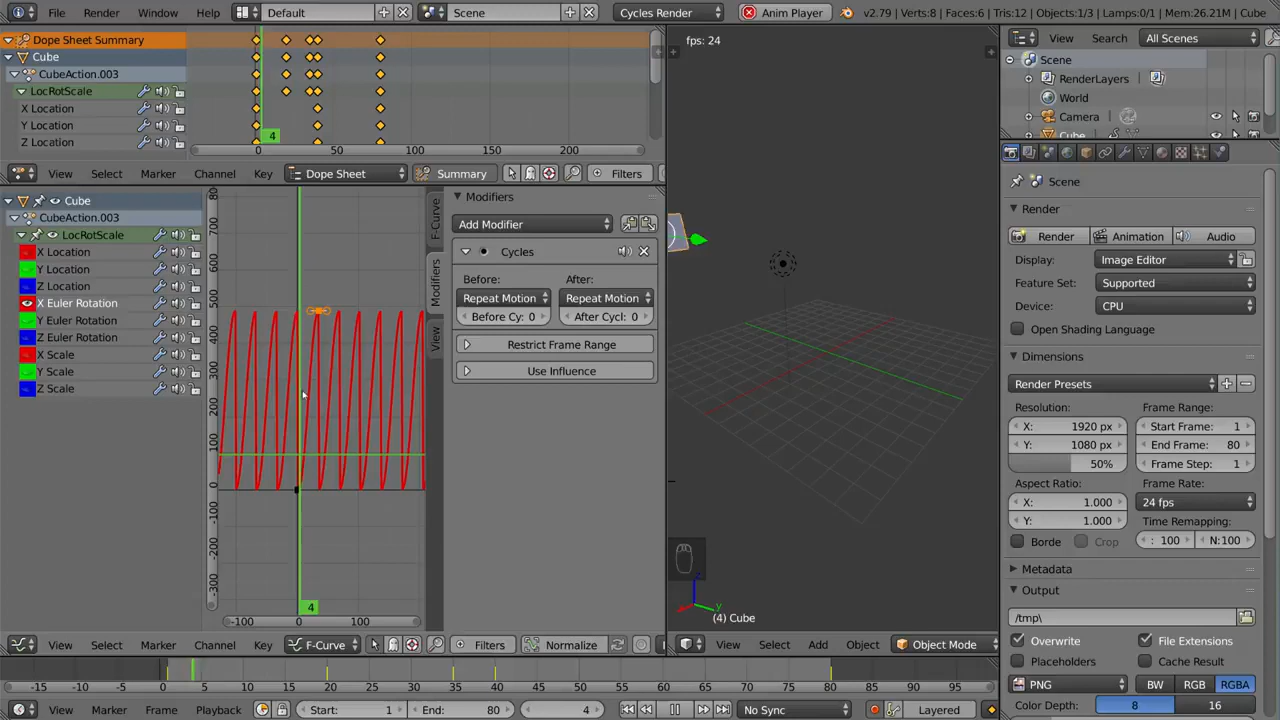 File Render Window Help Default Scene Cycles Render Anim Player v2.79 | Verts:8 | Faces:6 | Tris:12 | Objects:1/3 | Lamps:0/1 | Mem:26.21M | Cube
Dope Sheet Summary
Cube
CubeAction.003
LocRotScale
X Location
Y Location
Z Location
4
0 50 100 150 200
View Select Marker Channel Key Dope Sheet Summary Filters
fps: 24
View Search All Scenes
Scene
RenderLayers
World
Camera
Cube
Scene
Render
Render Animation Audio
Display: Image Editor
Feature Set: Supported
Device: CPU
Open Shading Language
Dimensions
Render Presets
Resolution: Frame Range:
X: 1920 px Start Frame: 1
Y: 1080 px End Frame: 80
50% Frame Step: 1
Aspect Ratio: Frame Rate:
X: 1.000 24 fps
Y: 1.000 Time Remapping:
Borde Crop : 100 N:100
Metadata
Output
/tmp\
Overwrite File Extensions
Placeholders Cache Result
PNG BW RGB RGBA
Color Depth: 8 16
Cube
CubeAction.003
LocRotScale
X Location
Y Location
Z Location
X Euler Rotation
Y Euler Rotation
Z Euler Rotation
X Scale
Y Scale
Z Scale
700
600
500
400
300
200
100
0
-100
-200
-300
4
-100 0 100
F-Curve
Modifiers
View
Modifiers
Add Modifier
Cycles
Before: After:
Repeat Motion Repeat Motion
Before Cy: 0 After Cycl: 0
Restrict Frame Range
Use Influence
y
(4) Cube
View Select Marker Channel Key F-Curve Filters Normalize
View Select Add Object Object Mode
-15 -10 -5 0 5 10 15 20 25 30 35 40 45 50 55 60 65 70 75 80 85 90 95
View Marker Frame Playback Start: 1 End: 80 4 No Sync Layered